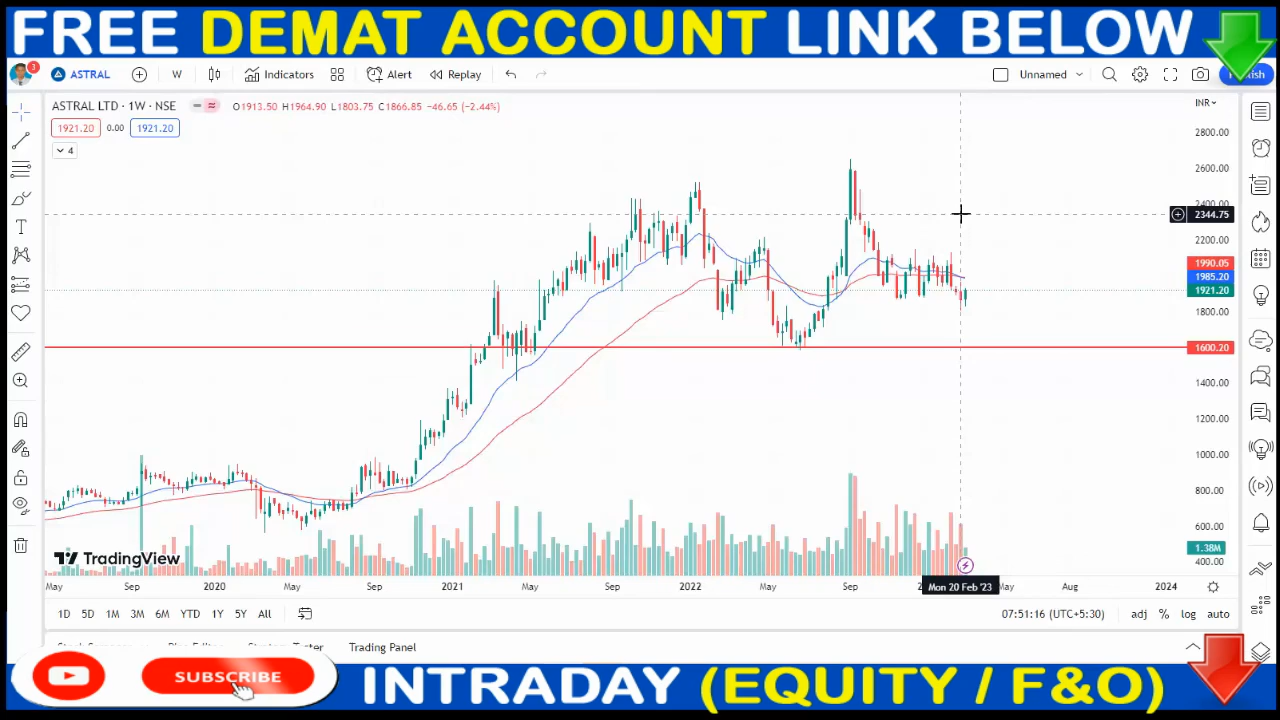 FREE DEMAT ACCOUNT LINK BELOW
3 ASTRAL W Indicators Alert Replay Unnamed
ASTRAL LTD · 1W · NSE O1913.50 H1964.90 L1803.75 C1866.85 −46.65 (−2.44%) INR
1921.20 0.00 1921.20
4
2800.00
2600.00
2400.00
2344.75
2200.00
1990.05
1985.20
1921.20
1800.00
1600.20
1400.00
1200.00
1000.00
800.00
600.00
1.38M
400.00
TradingView
May Sep 2020 May Sep 2021 May Sep 2022 May Sep Mon 20 Feb '23 May Aug 2024
1D 5D 1M 3M 6M YTD 1Y 5Y All 07:51:16 (UTC+5:30) adj % log auto
Trading Panel
SUBSCRIBE
INTRADAY (EQUITY / F&O)